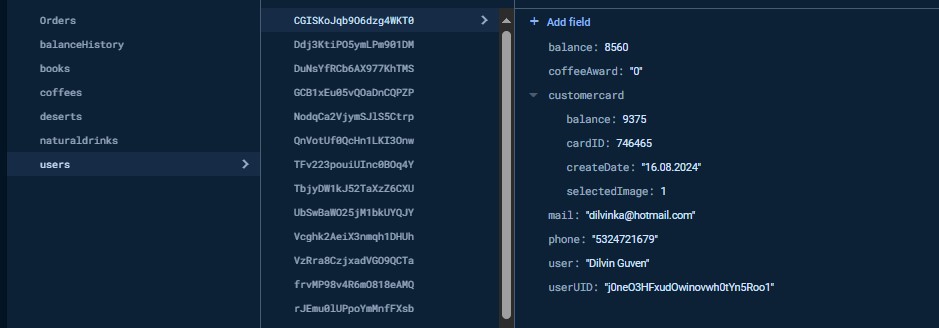 Orders
balanceHistory
books
coffees
deserts
naturaldrinks
users
CGISKoJqb9O6dzg4WKT0
Ddj3KtiPO5ymLPm901DM
DuNsYfRCb6AX977KhTMS
GCB1xEu05vQOaDnCQPZP
NodqCa2VjymSJlS5Ctrp
QnVotUf0QcHn1LKI3Onw
TFv223pouiUInc0BOq4Y
TbjyDW1kJ52TaXzZ6CXU
UbSwBaWO25jM1bkUYQJY
Vcghk2AeiX3nmqh1DHUh
VzRra8CzjxadVGO9QCTa
frvMP98v4R6mO818eAMQ
rJEmu0lUPpoYmMnfFXsb
+ Add field
balance: 8560
coffeeAward: "0"
customercard
balance: 9375
cardID: 746465
createDate: "16.08.2024"
selectedImage: 1
mail: "dilvinka@hotmail.com"
phone: "5324721679"
user: "Dilvin Guven"
userUID: "j0neO3HFxudOwinovwh0tYn5Roo1"